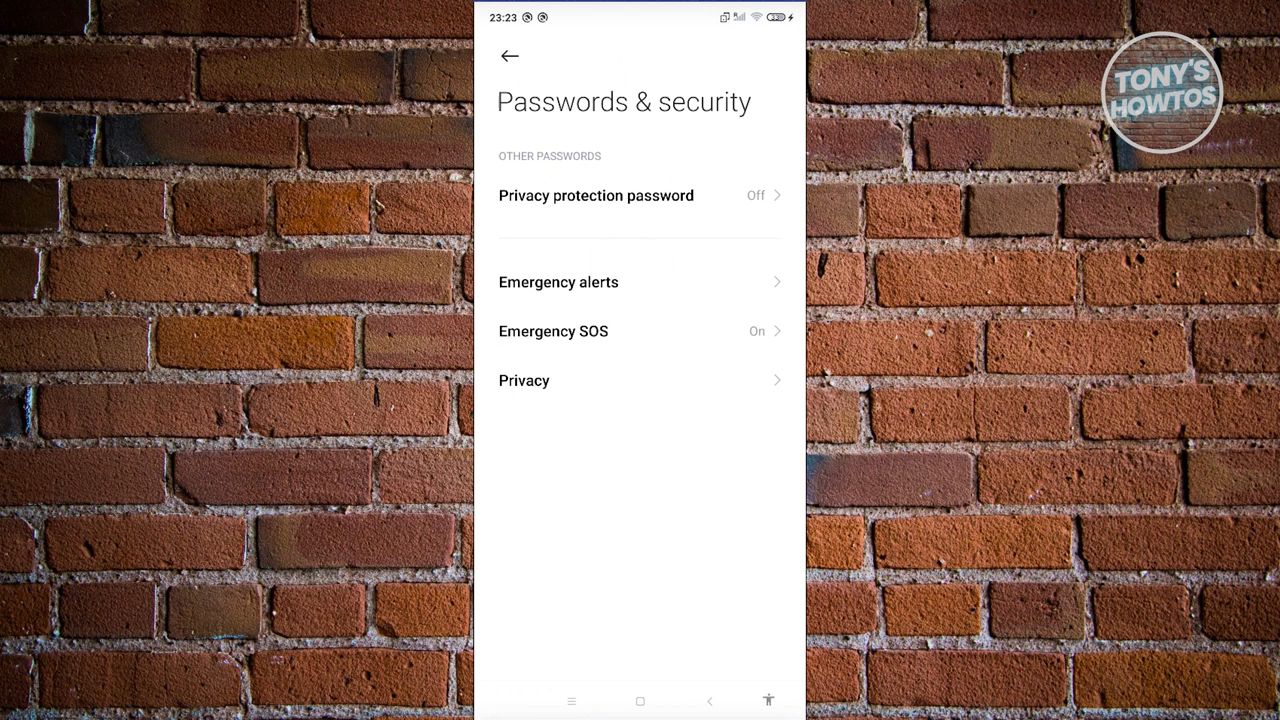 23:23
TONY'S
HOWTOS
Passwords & security
OTHER PASSWORDS
Privacy protection password Off
Emergency alerts
Emergency SOS On
Privacy